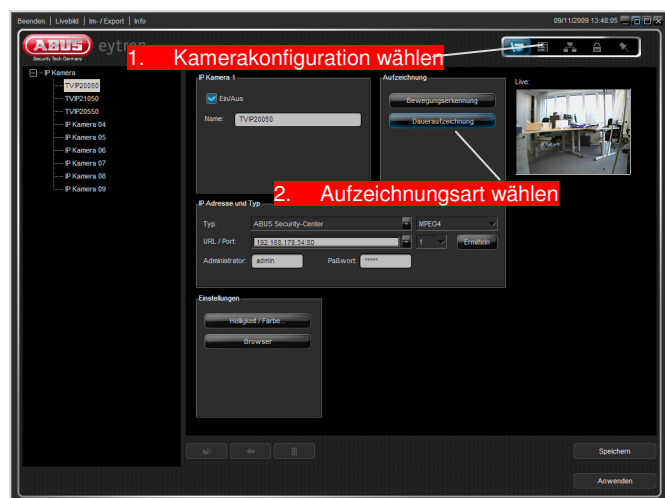 Beenden | Livebild | Im- / Export | Info
09/11/2009 13:48:05
ABUS
Security Tech Germany
eytron
1. Kamerakonfiguration wählen
IP Kamera
TVIP20050
TVIP21050
TVIP20550
IP Kamera 04
IP Kamera 05
IP Kamera 06
IP Kamera 07
IP Kamera 08
IP Kamera 09
IP Kamera 1
Ein/Aus
Name: TVIP20050
Aufzeichnung
Bewegungserkennung
Daueraufzeichnung
Live:
2. Aufzeichnungsart wählen
IP Adresse und Typ
Typ: ABUS Security-Center MPEG4
URL / Port: 192.168.178.34:80 1 Ermitteln
Administrator: admin Paßwort: *****
Einstellungen
Helligkeit / Farbe...
Browser
Speichern
Anwenden